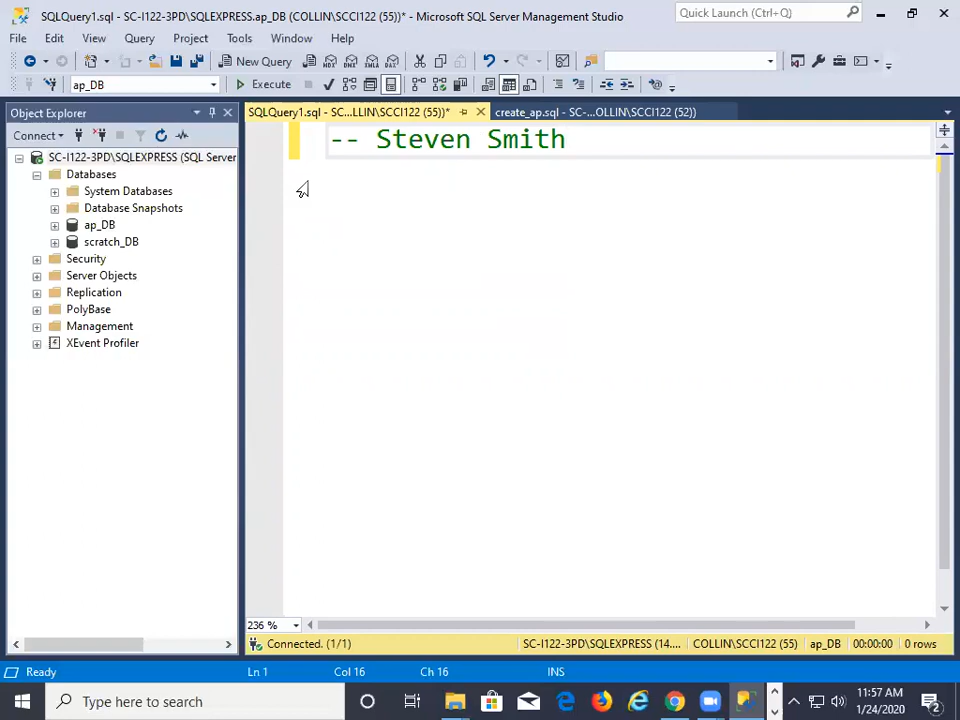 SQLQuery1.sql - SC-I122-3PD\SQLEXPRESS.ap_DB (COLLIN\SCCI122 (55))* - Microsoft SQL Server Management Studio
Quick Launch (Ctrl+Q)
File Edit View Query Project Tools Window Help
New Query
ap_DB Execute
Object Explorer
SQLQuery1.sql - SC...LLIN\SCCI122 (55))* create_ap.sql - SC-...OLLIN\SCCI122 (52))
Connect
-- Steven Smith
SC-I122-3PD\SQLEXPRESS (SQL Server
Databases
System Databases
Database Snapshots
ap_DB
scratch_DB
Security
Server Objects
Replication
PolyBase
Management
XEvent Profiler
236 %
Connected. (1/1) SC-I122-3PD\SQLEXPRESS (14.... COLLIN\SCCI122 (55) ap_DB 00:00:00 0 rows
Ready Ln 1 Col 16 Ch 16 INS
Type here to search
11:57 AM
1/24/2020
2